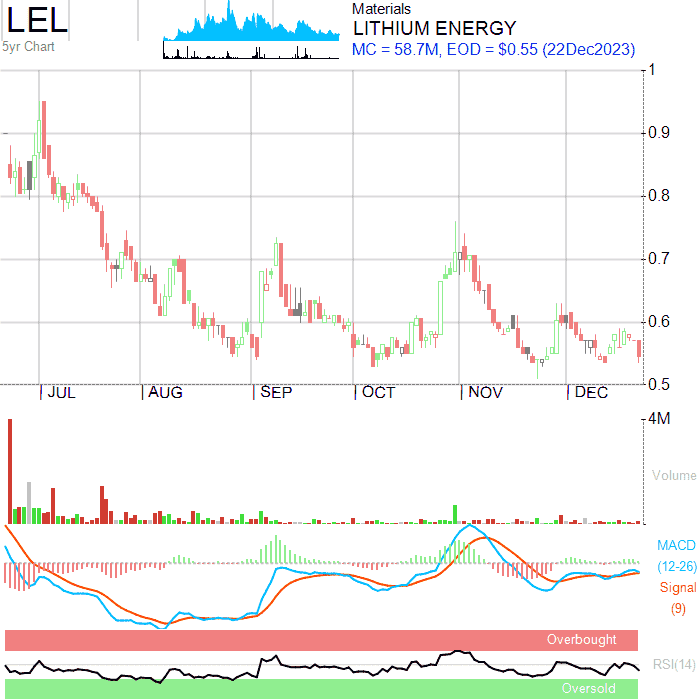 LEL
5yr Chart
Materials
LITHIUM ENERGY
MC = 58.7M, EOD = $0.55 (22Dec2023)
1
0.9
0.8
0.7
0.6
0.5
JUL AUG SEP OCT NOV DEC
4M
Volume
MACD
(12-26)
Signal
(9)
Overbought
RSI(14)
Oversold